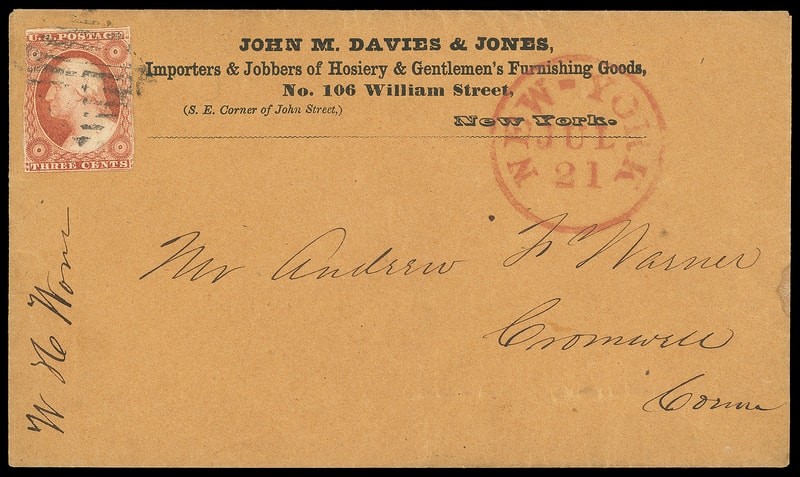 U.S. POSTAGE
THREE CENTS
JOHN M. DAVIES & JONES,
Importers & Jobbers of Hosiery & Gentlemen's Furnishing Goods,
No. 106 William Street,
(S. E. Corner of John Street,)
New York.
NEW-YORK
JUL
21
Mr Andrew F Warner
Cromwell
Conn
W H